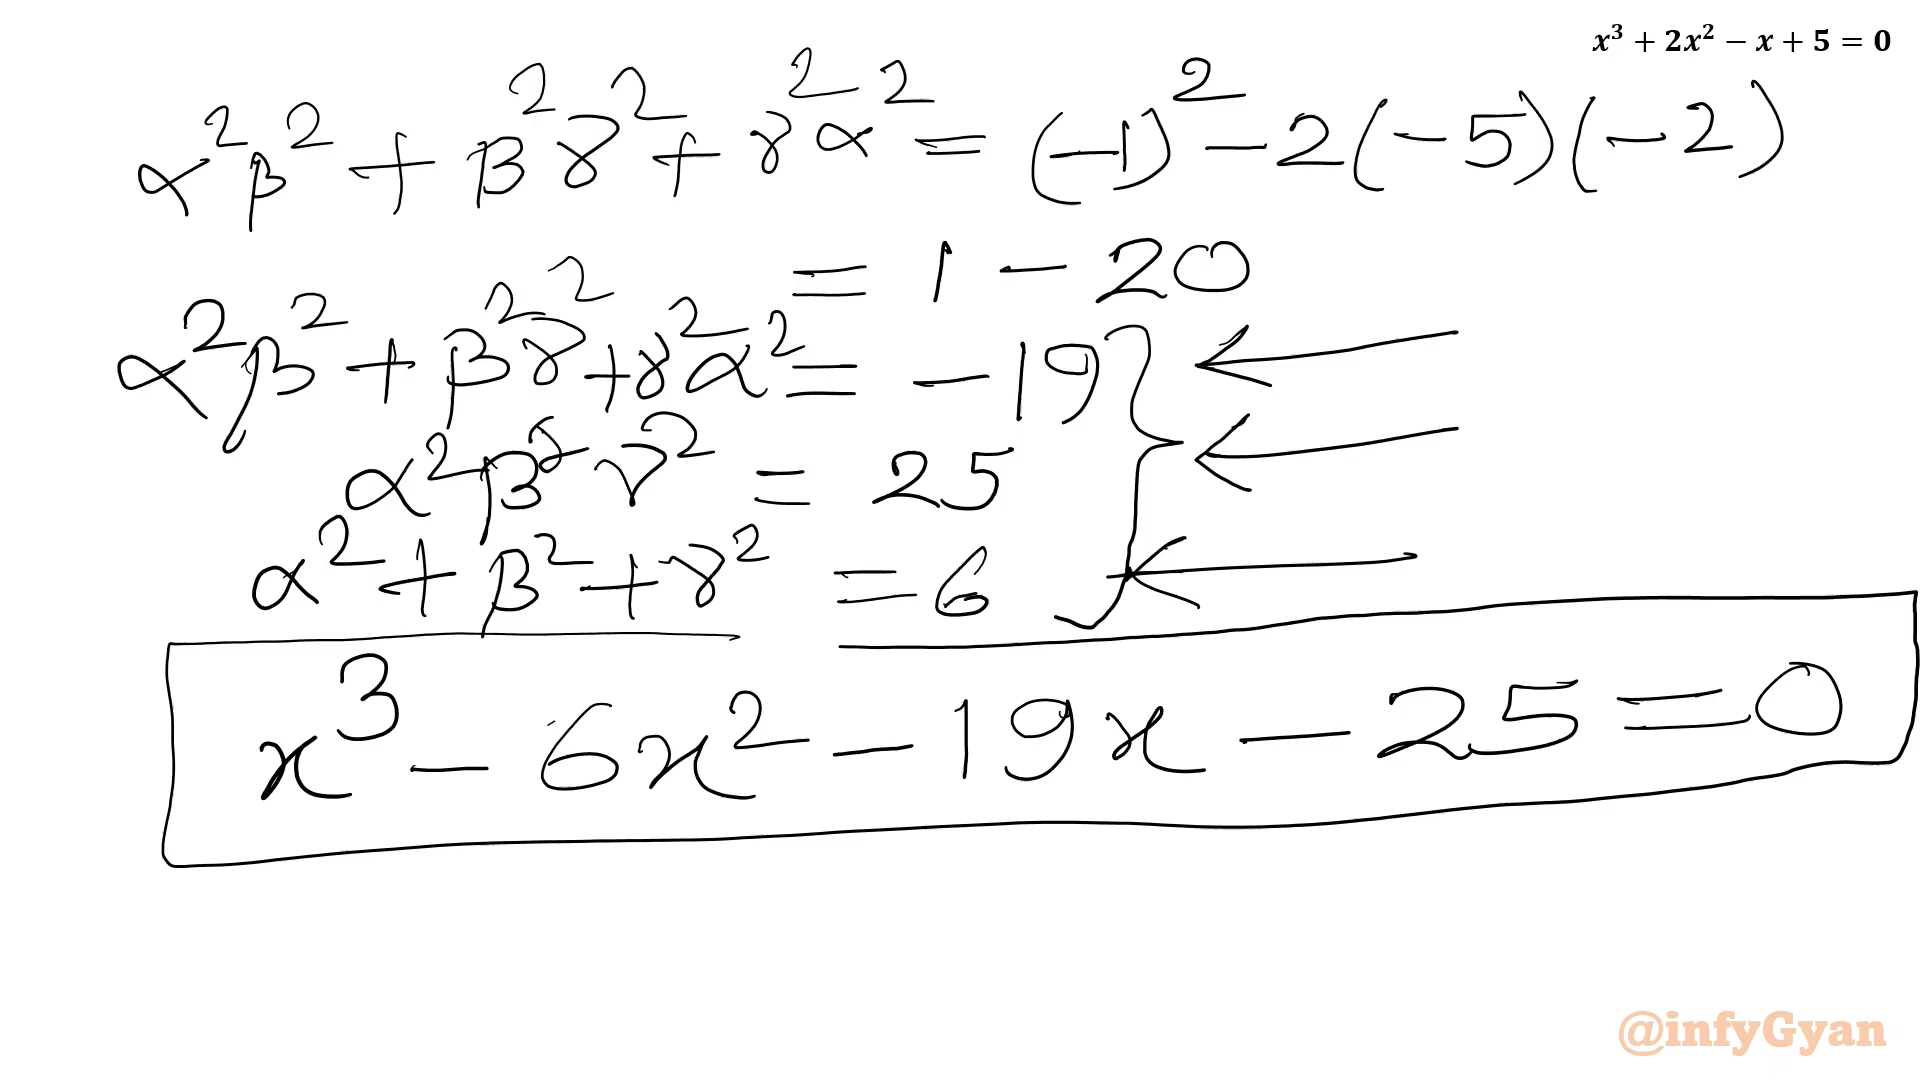 x³ + 2x² − x + 5 = 0
α²β² + β²γ² + γ²α² = (−1)² − 2(−5)(−2)
= 1 − 20
α²β² + β²γ² + γ²α² = −19
α²β²γ² = 25
α² + β² + γ² = 6
x³ − 6x² − 19x − 25 = 0
@infyGyan